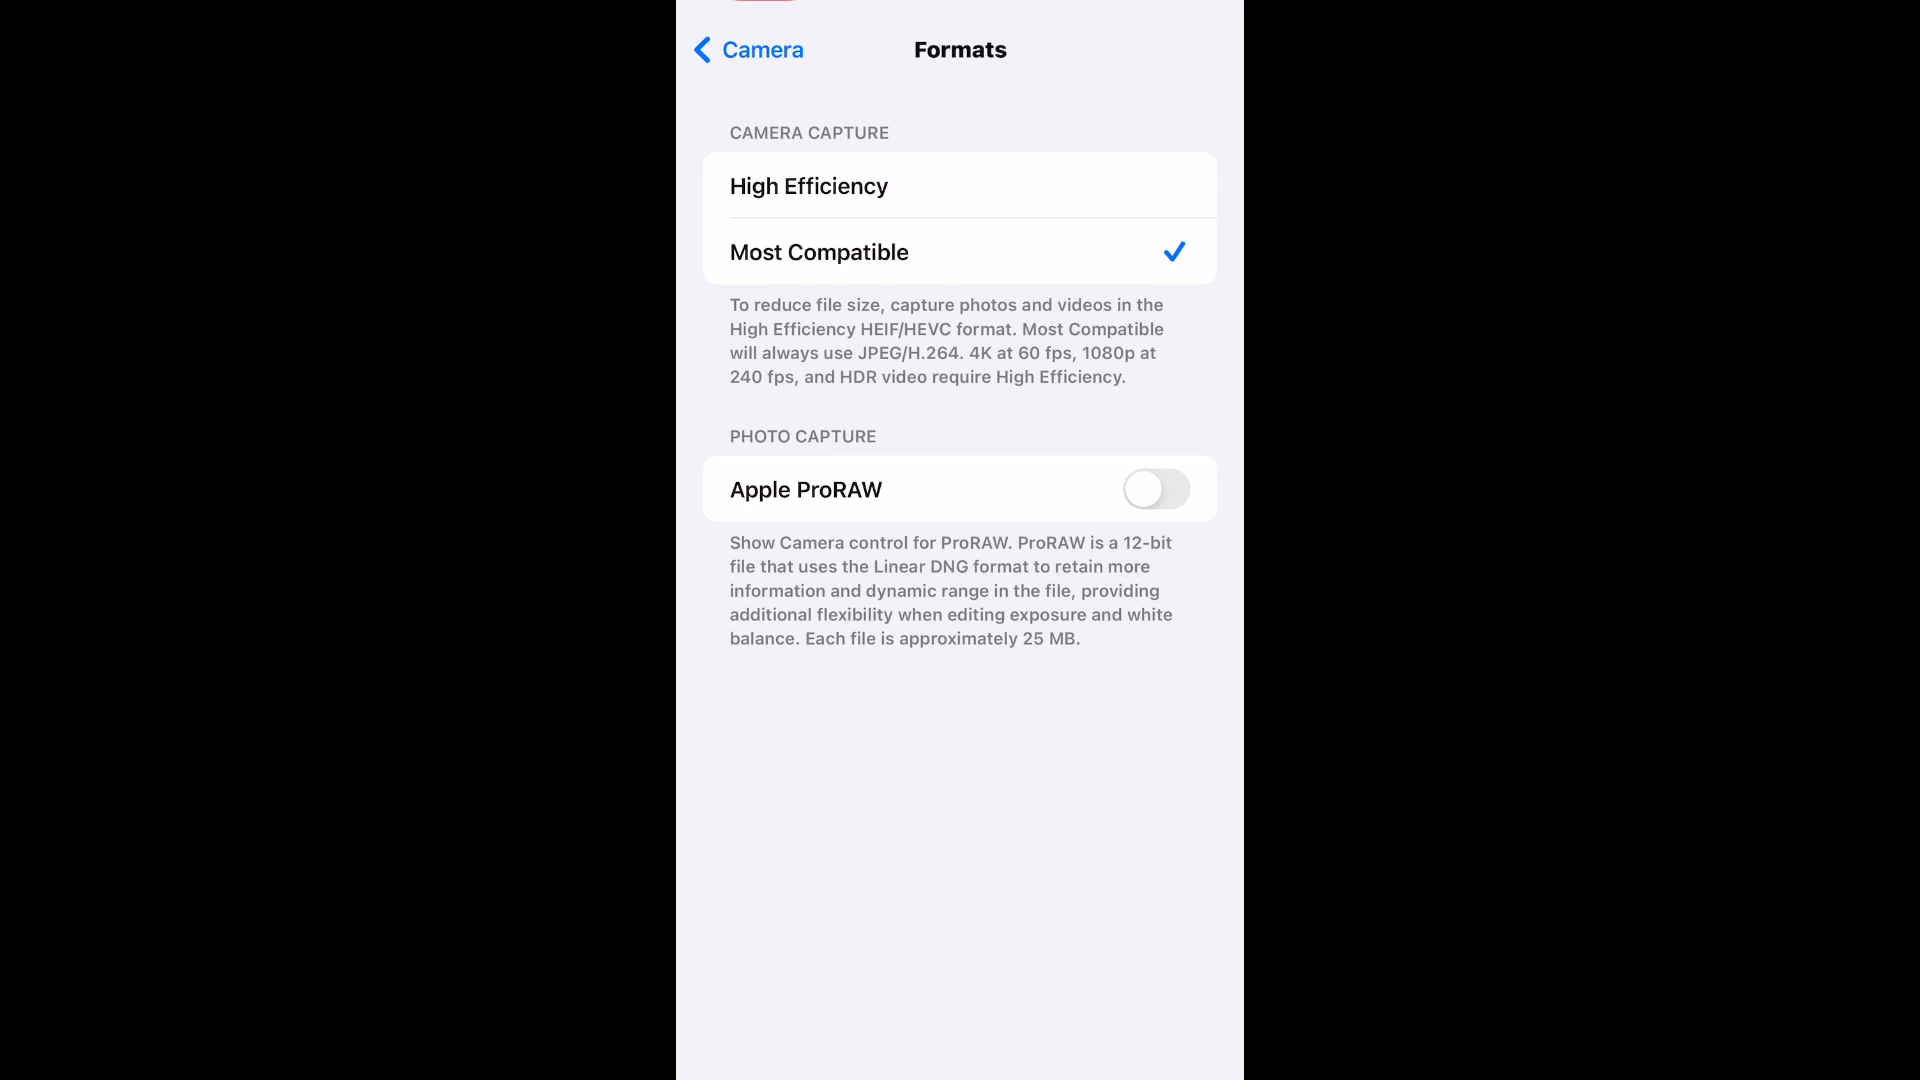 Camera
Formats
CAMERA CAPTURE
High Efficiency
Most Compatible
To reduce file size, capture photos and videos in the
High Efficiency HEIF/HEVC format. Most Compatible
will always use JPEG/H.264. 4K at 60 fps, 1080p at
240 fps, and HDR video require High Efficiency.
PHOTO CAPTURE
Apple ProRAW
Show Camera control for ProRAW. ProRAW is a 12-bit
file that uses the Linear DNG format to retain more
information and dynamic range in the file, providing
additional flexibility when editing exposure and white
balance. Each file is approximately 25 MB.